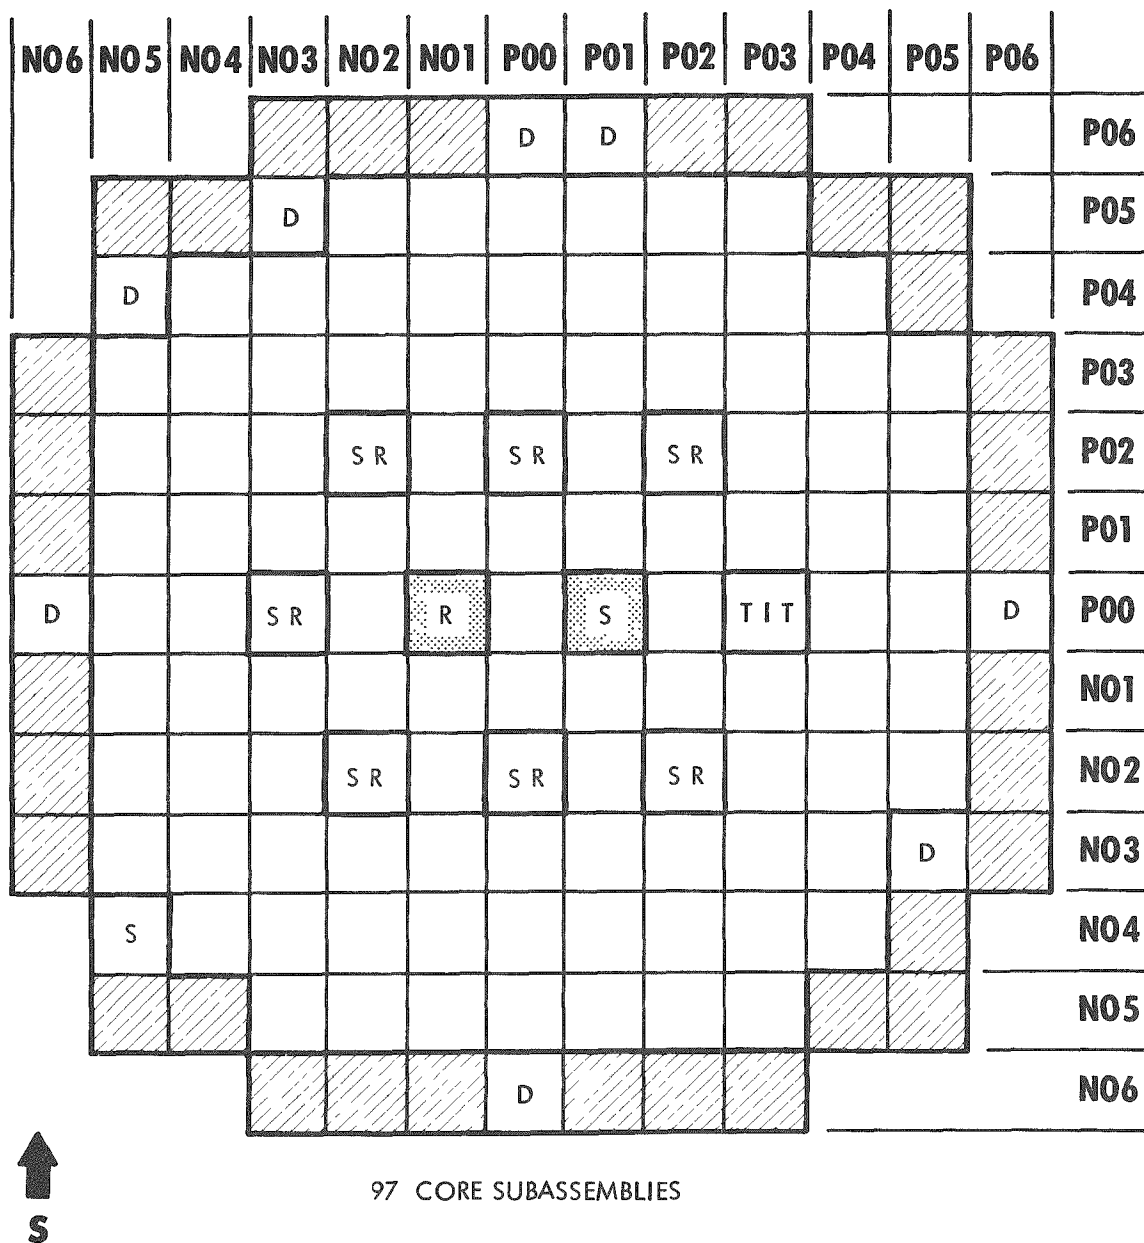 N06 N05 N04 N03 N02 N01 P00 P01 P02 P03 P04 P05 P06
D D P06
D P05
D P04
P03
SR SR SR P02
P01
D SR R S TIT D P00
N01
SR SR SR N02
D N03
S N04
N05
D N06
97 CORE SUBASSEMBLIES
S